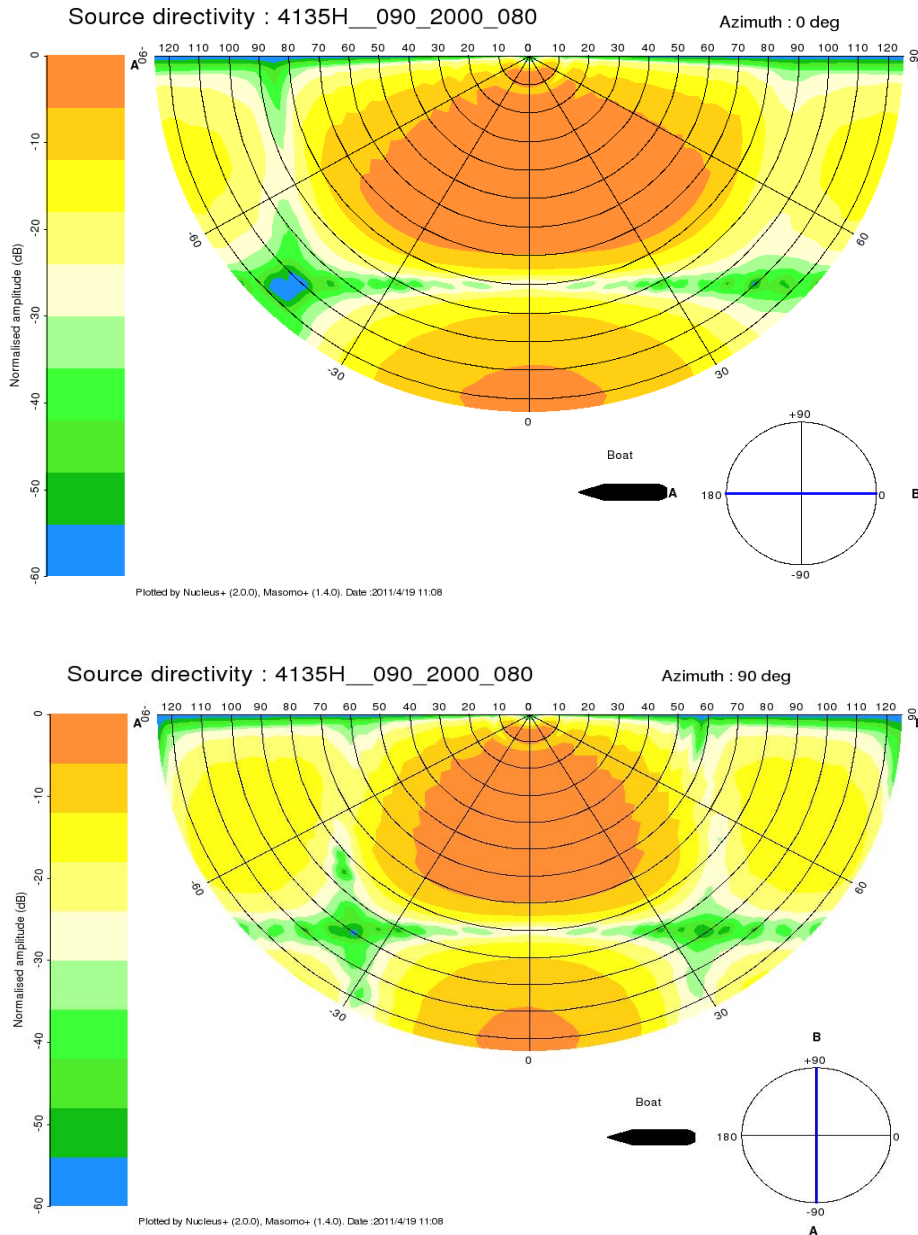 Source directivity : 4135H__090_2000_080
Azimuth : 0 deg
A -90 120 110 100 90 80 70 60 50 40 30 20 10 0 10 20 30 40 50 60 70 80 90 100 110 120 90
0
-10
-20
-30
-40
-50
-60
Normalised amplitude (dB)
-60
60
-30
30
0
Boat
A
+90
180
0
B
-90
Plotted by Nucleus+ (2.0.0), Masomo+ (1.4.0). Date :2011/4/19 11:08
Source directivity : 4135H__090_2000_080
Azimuth : 90 deg
A -90 120 110 100 90 80 70 60 50 40 30 20 10 0 10 20 30 40 50 60 70 80 90 100 110 120 90
0
-10
-20
-30
-40
-50
-60
Normalised amplitude (dB)
-60
60
-30
30
0
B
+90
Boat
180
0
-90
A
Plotted by Nucleus+ (2.0.0), Masomo+ (1.4.0). Date :2011/4/19 11:08